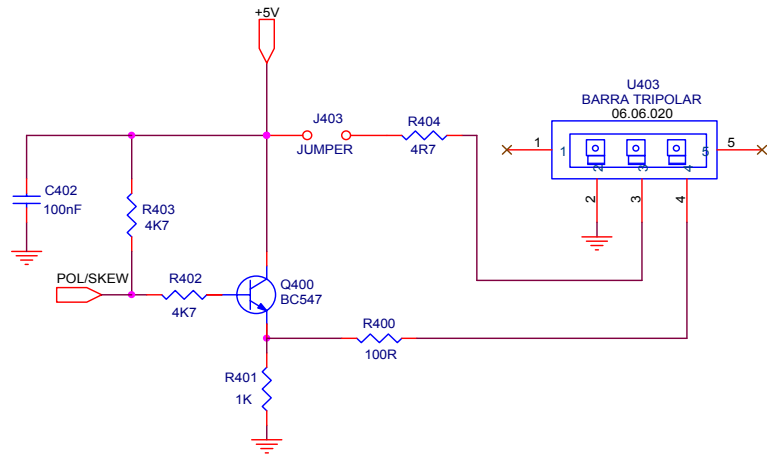 +5V
U403
BARRA TRIPOLAR
06.06.020
J403
JUMPER
R404
4R7
1
1
5
5
2
3
4
2
3
4
C402
100nF
R403
4K7
POL/SKEW
R402
4K7
Q400
BC547
R400
100R
R401
1K